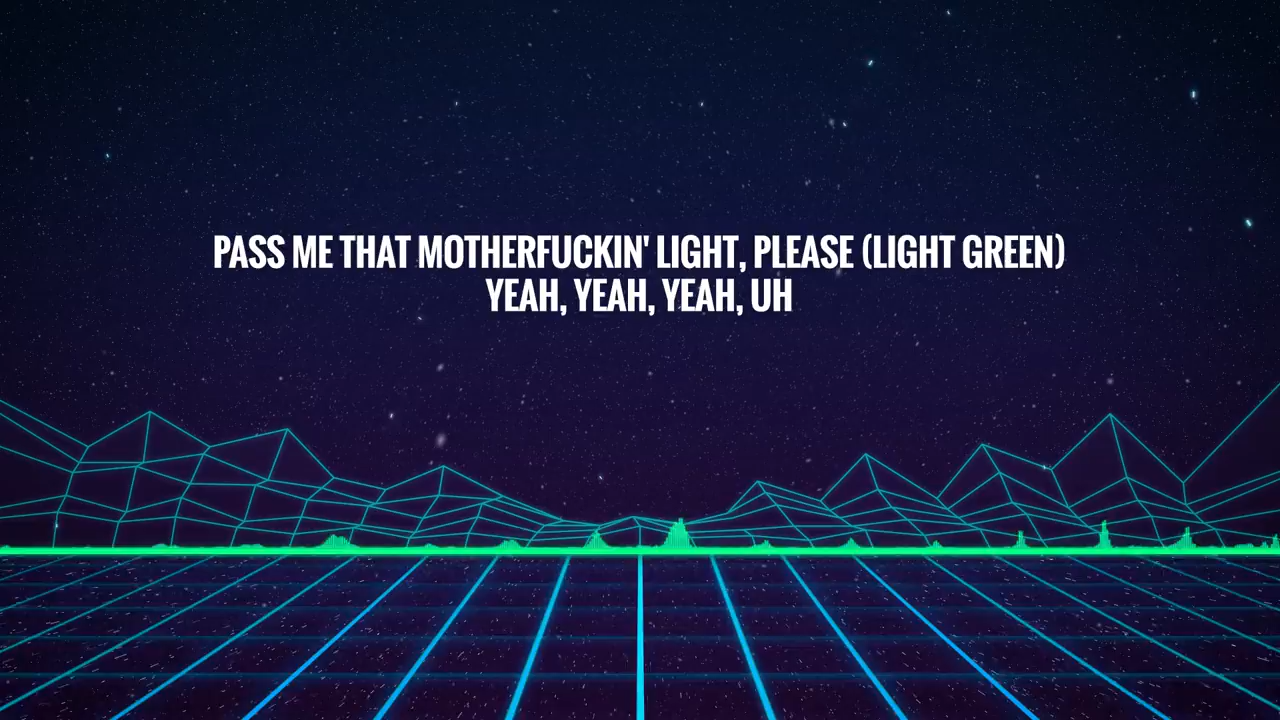 PASS ME THAT MOTHERFUCKIN' LIGHT, PLEASE (LIGHT GREEN)
YEAH, YEAH, YEAH, UH